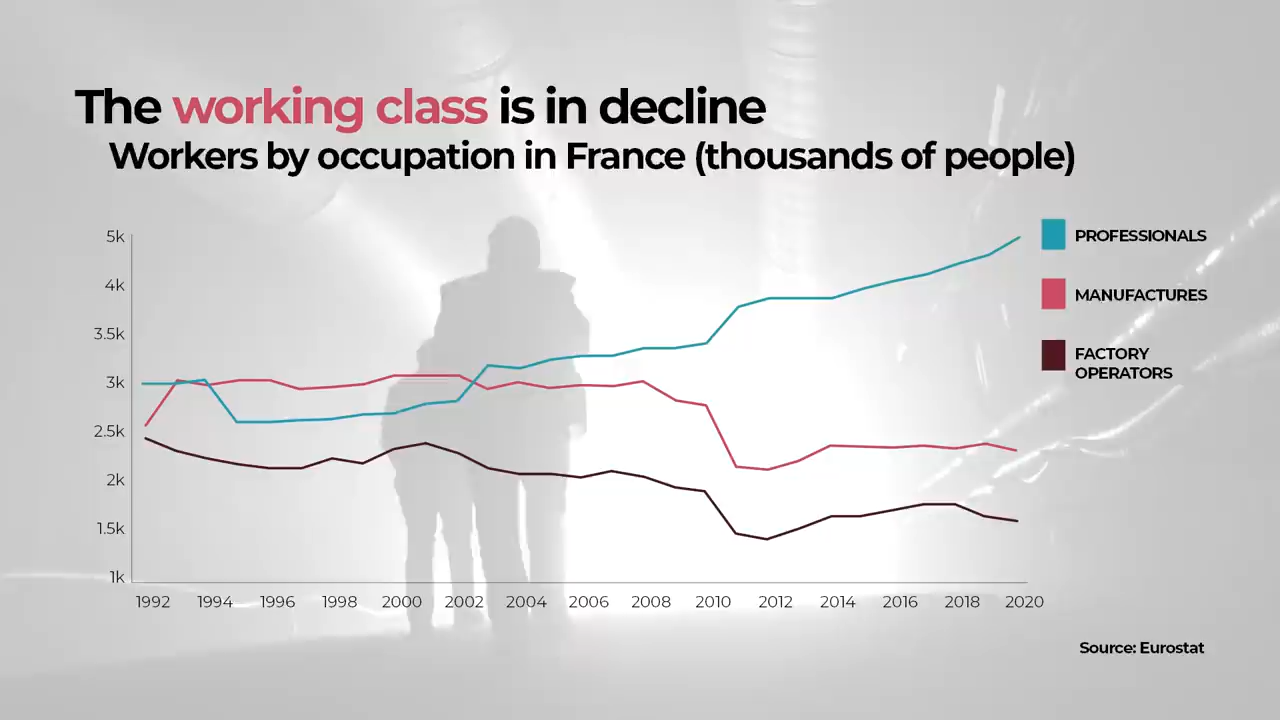 The working class is in decline
Workers by occupation in France (thousands of people)
5k
4k
3.5k
3k
2.5k
2k
1.5k
1k
1992 1994 1996 1998 2000 2002 2004 2006 2008 2010 2012 2014 2016 2018 2020
PROFESSIONALS
MANUFACTURES
FACTORY
OPERATORS
Source: Eurostat